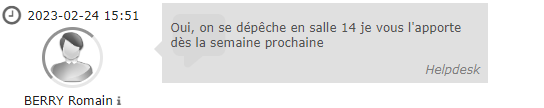 2023-02-24 15:51
BERRY Romain
Oui, on se dépêche en salle 14 je vous l'apporte
dès la semaine prochaine
Helpdesk